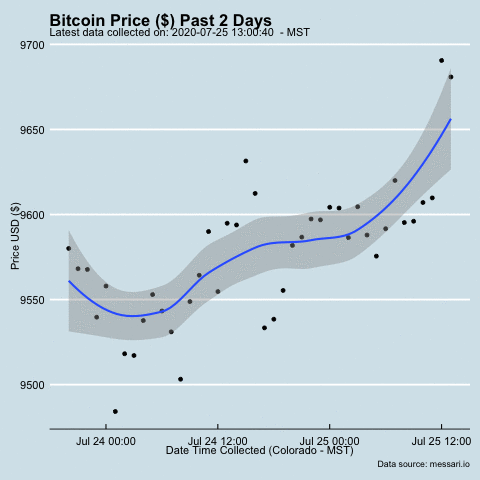 Bitcoin Price ($) Past 2 Days
Latest data collected on: 2020-07-25 13:00:40 - MST
9700
9650
9600
9550
9500
Price USD ($)
Jul 24 00:00 Jul 24 12:00 Jul 25 00:00 Jul 25 12:00
Date Time Collected (Colorado - MST)
Data source: messari.io